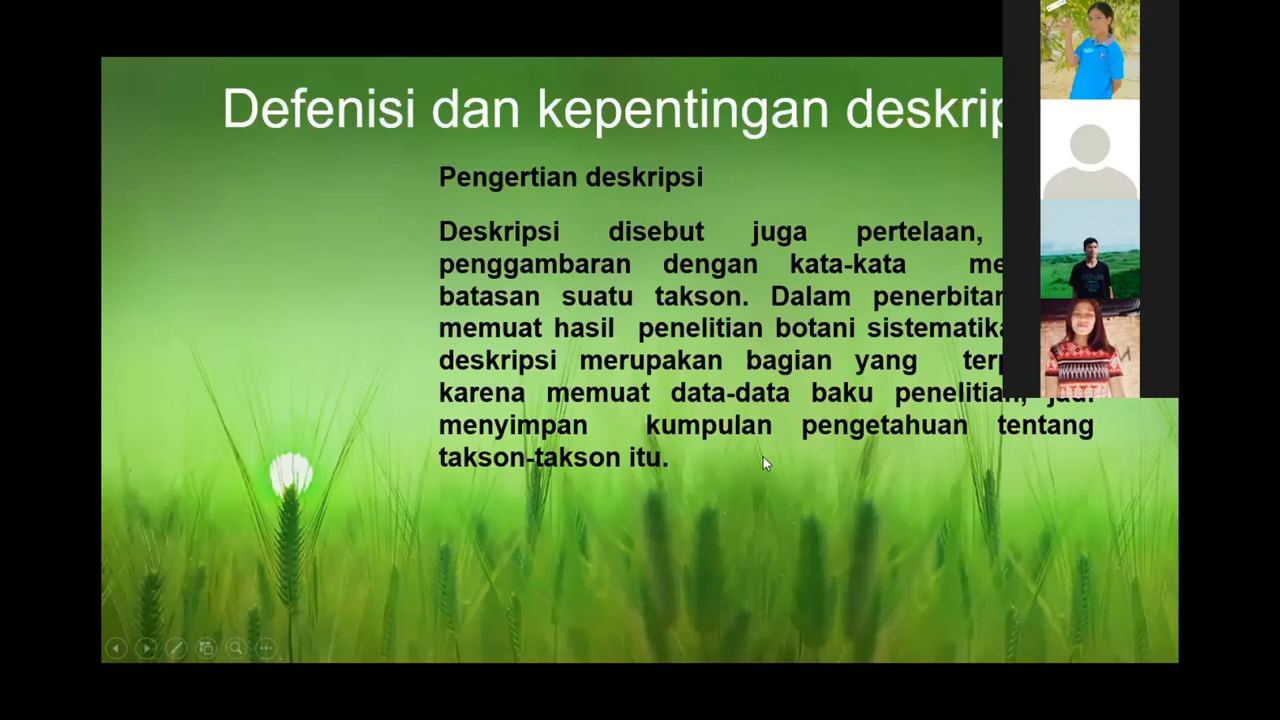 Defenisi dan kepentingan
Pengertian deskripsi
Deskripsi disebut juga pertelaan,
penggambaran dengan kata-kata
batasan suatu takson. Dalam
memuat hasil penelitian botani
deskripsi merupakan bagian yang
karena memuat data-data baku penelitian,
menyimpan kumpulan pengetahuan tentang
takson-takson itu.